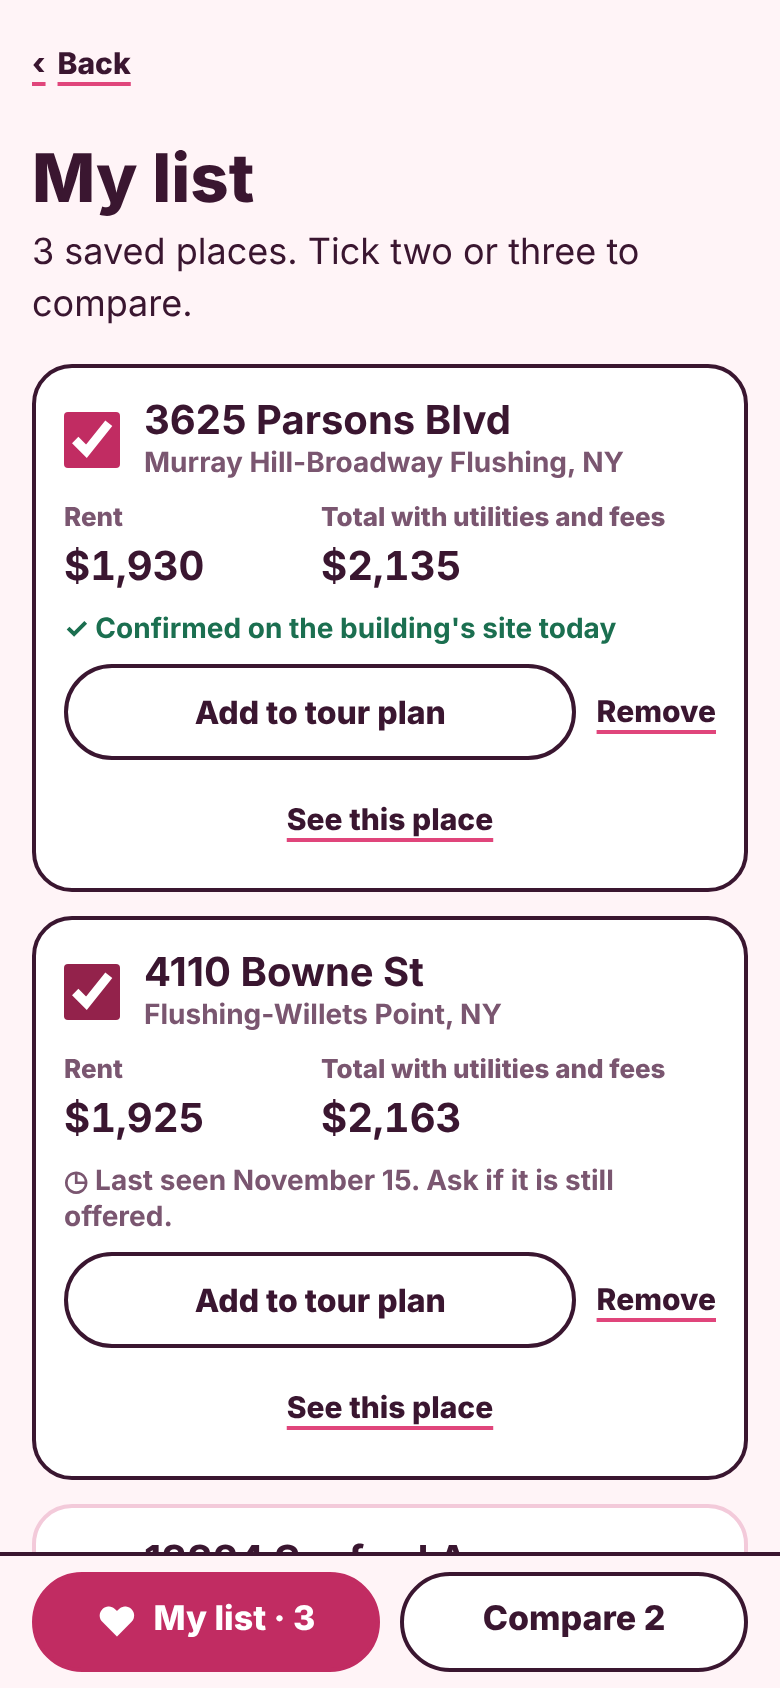 ‹ Back
My list
3 saved places. Tick two or three to
compare.
3625 Parsons Blvd
Murray Hill-Broadway Flushing, NY
Rent
Total with utilities and fees
$1,930
$2,135
✓ Confirmed on the building's site today
Add to tour plan
Remove
See this place
4110 Bowne St
Flushing-Willets Point, NY
Rent
Total with utilities and fees
$1,925
$2,163
◷ Last seen November 15. Ask if it is still
offered.
Add to tour plan
Remove
See this place
♥ My list · 3
Compare 2